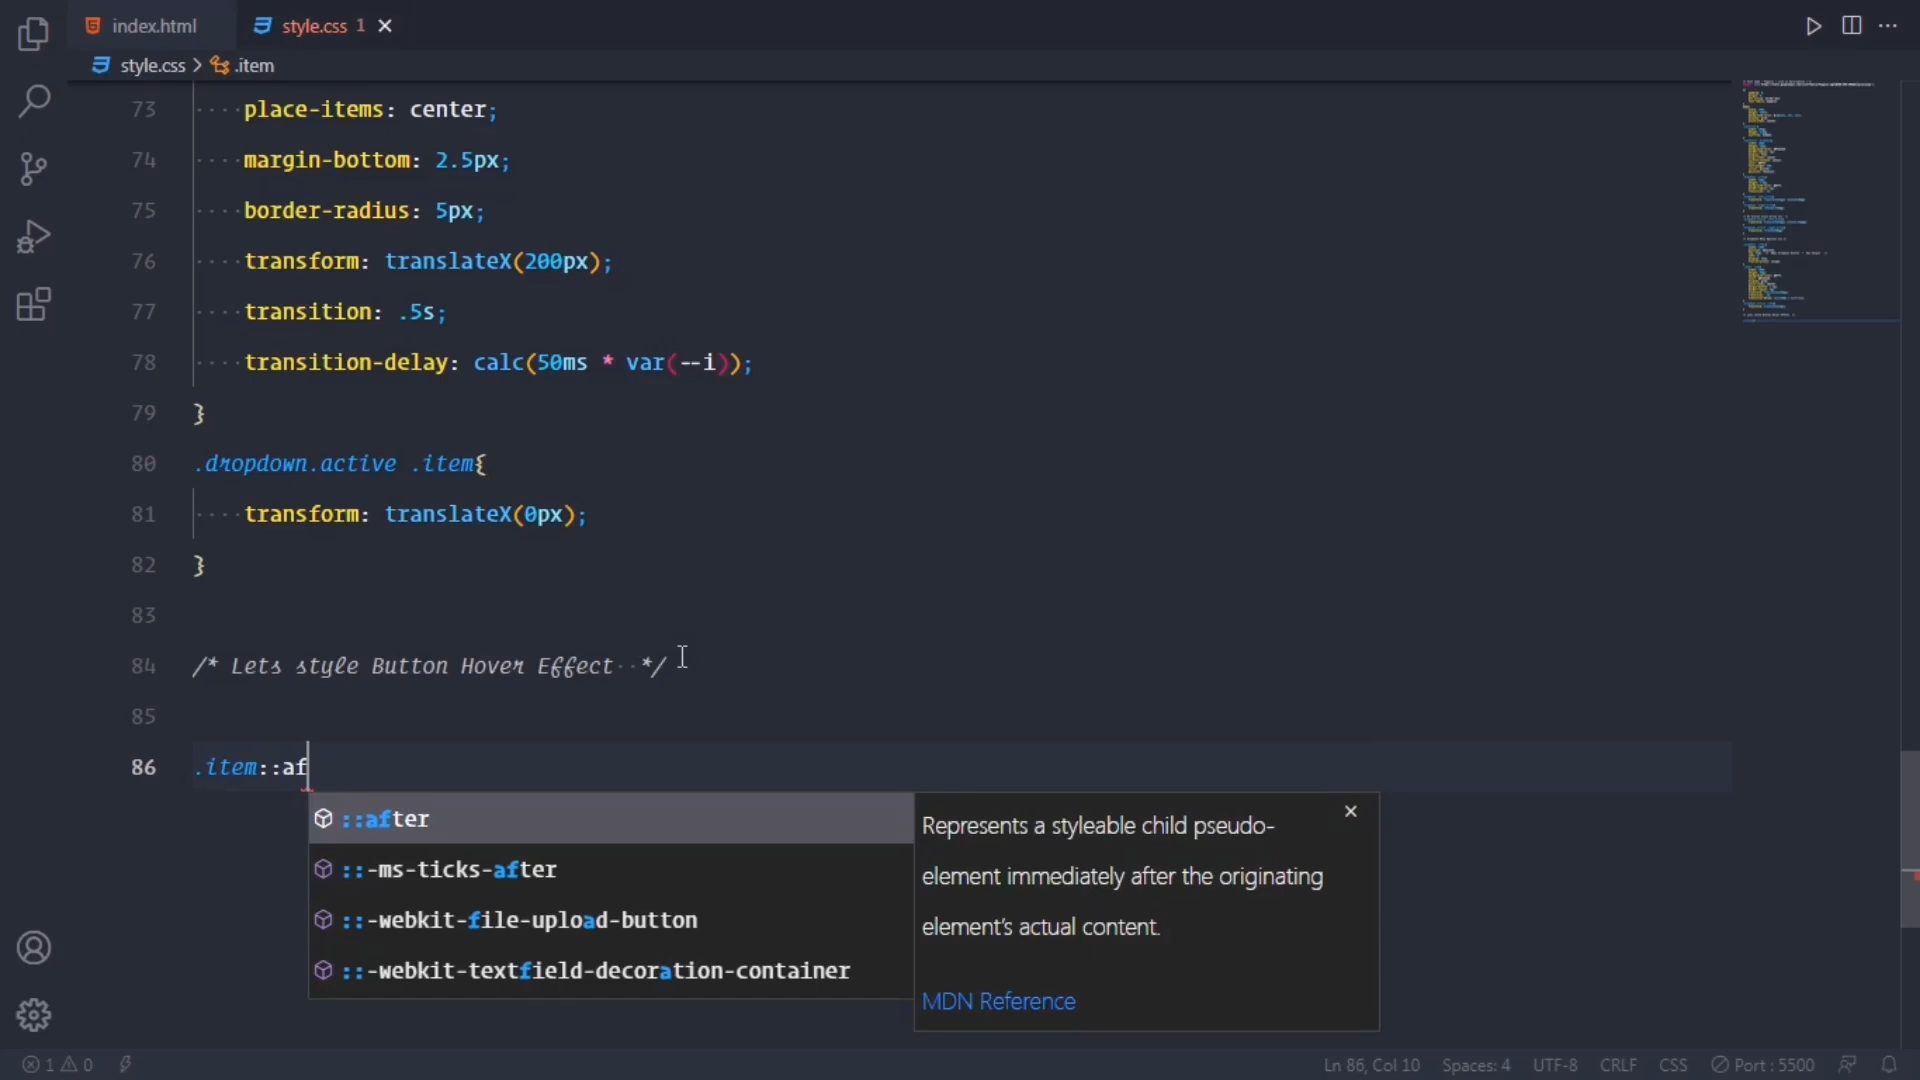 index.html
style.css 1
style.css > .item
73 place-items: center;
74 margin-bottom: 2.5px;
75 border-radius: 5px;
76 transform: translateX(200px);
77 transition: .5s;
78 transition-delay: calc(50ms * var(--i));
79 }
80 .dropdown.active .item{
81 transform: translateX(0px);
82 }
83
84 /* Lets style Button Hover Effect  */
85
86 .item::af
::after
::-ms-ticks-after
::-webkit-file-upload-button
::-webkit-textfield-decoration-container
Represents a styleable child pseudo-
element immediately after the originating
element's actual content.
MDN Reference
1 0 Ln 86, Col 10 Spaces: 4 UTF-8 CRLF CSS Port : 5500